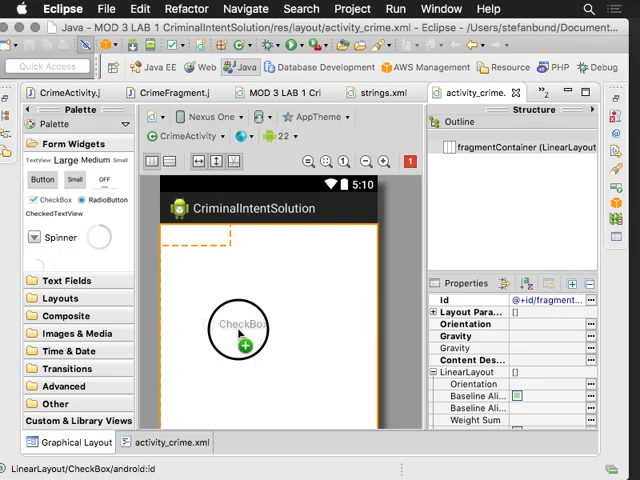 Eclipse File Edit Refactor Navigate Search Project Run Window Help
Java - MOD 3 LAB 1 CriminalIntentSolution/res/layout/activity_crime.xml - Eclipse - /Users/stefanbund/Document...
Quick Access Java EE Web Java Database Development AWS Management Resource PHP Debug
CrimeActivity.j CrimeFragment.j MOD 3 LAB 1 Cri strings.xml activity_crime. 2
Palette Structure
Palette Nexus One AppTheme Outline
Form Widgets CrimeActivity 22
fragmentContainer (LinearLayout
TextView Large Medium Small
1 1
Button Small OFF
5:10
CheckBox RadioButton
CriminalIntentSolution
CheckedTextView
Spinner
Text Fields Properties
Layouts Id @+id/fragment...
Layout Para...
Composite Orientation
CheckBox
Images & Madia Gravity
Gravity
Time & Date Content Des...
Transitions LinearLayout []
Orientation
Advanced Baseline Ali...
Other Baseline Ali...
Custom & Library Views Weight Sum
Graphical Layout activity_crime.xml
LinearLayout/CheckBox/android:id